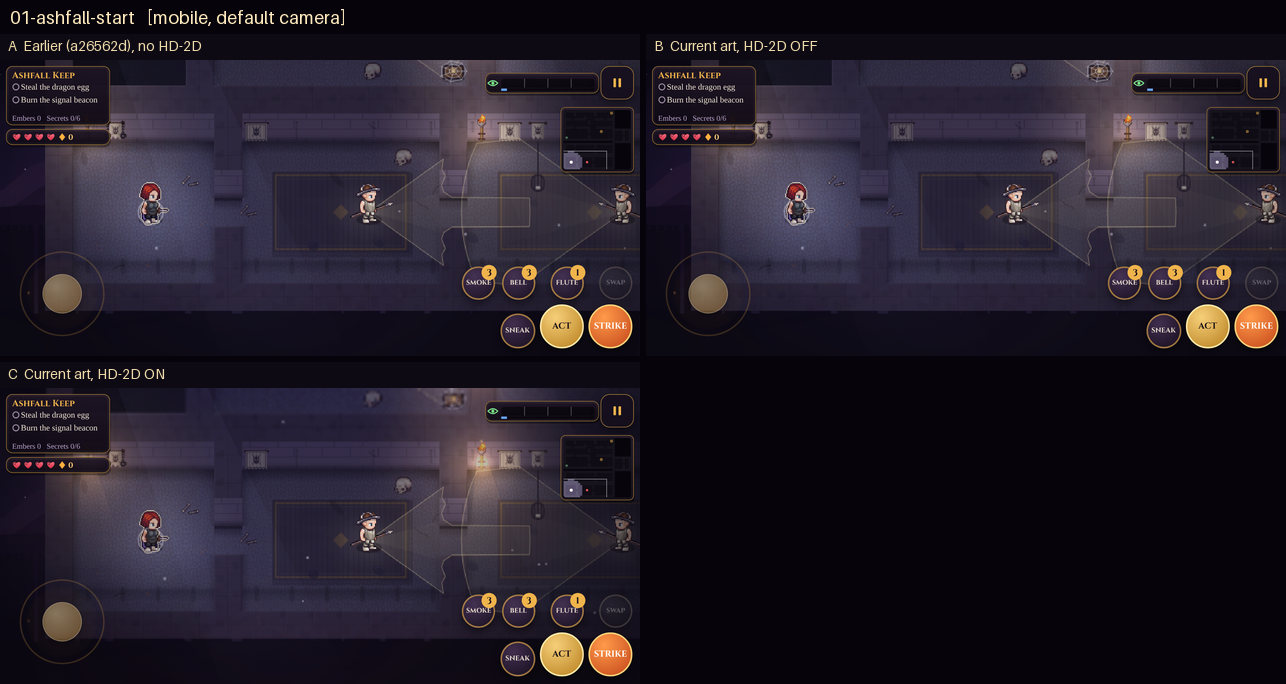 01-ashfall-start [mobile, default camera]
A Earlier (a26562d), no HD-2D
ASHFALL KEEP
Steal the dragon egg
Burn the signal beacon
Embers 0 Secrets 0/6
0
3 3 1
SMOKE BELL FLUTE SWAP
SNEAK ACT STRIKE
B Current art, HD-2D OFF
ASHFALL KEEP
Steal the dragon egg
Burn the signal beacon
Embers 0 Secrets 0/6
0
3 3 1
SMOKE BELL FLUTE SWAP
SNEAK ACT STRIKE
C Current art, HD-2D ON
ASHFALL KEEP
Steal the dragon egg
Burn the signal beacon
Embers 0 Secrets 0/6
0
3 3 1
SMOKE BELL FLUTE SWAP
SNEAK ACT STRIKE